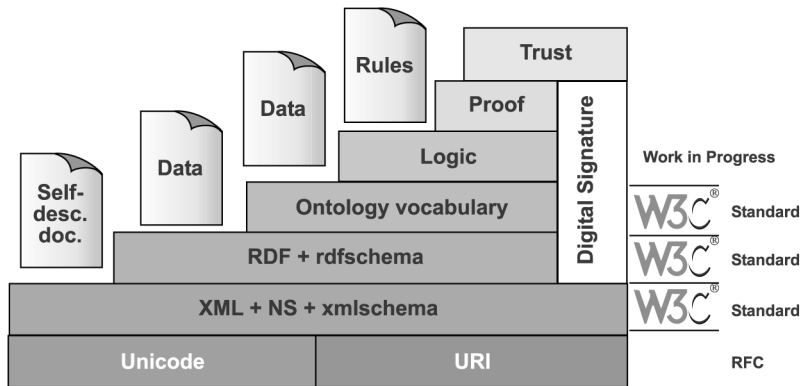 Trust
Rules
Proof
Data
Logic
Work in Progress
Data
Digital Signature
Self-
desc.
doc.
Ontology vocabulary
W3C® Standard
RDF + rdfschema
W3C® Standard
XML + NS + xmlschema
W3C® Standard
Unicode
URI
RFC